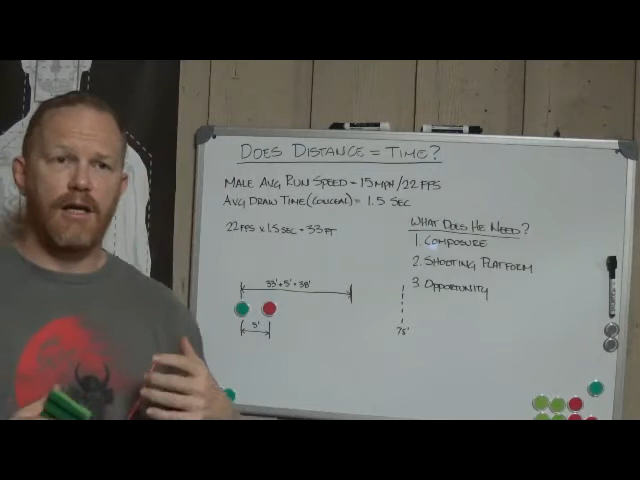 DOES DISTANCE = TIME?
MALE AVG RUN SPEED = 15 MPH / 22 FPS
AVG DRAW TIME (CONCEAL) = 1.5 SEC
22 FPS x 1.5 SEC = 33 FT
WHAT DOES HE NEED?
1. COMPOSURE
2. SHOOTING PLATFORM
3. OPPORTUNITY
33' + 5' = 38'
5'
75'